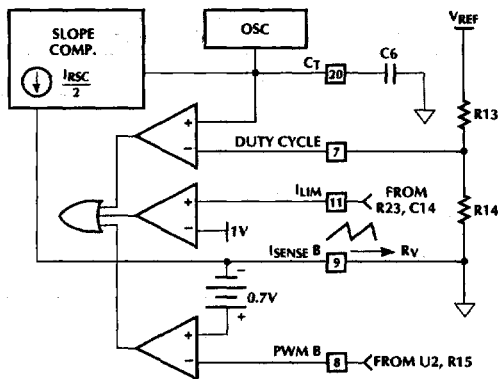 SLOPE
COMP.
I_RSC
2
OSC
V_REF
C_T
20
C6
R13
+
−
DUTY CYCLE
7
R14
+
−
I_LIM
11
FROM
R23, C14
1V
I_SENSE B
9
R_V
−
0.7V
+
+
−
PWM B
8
FROM U2, R15